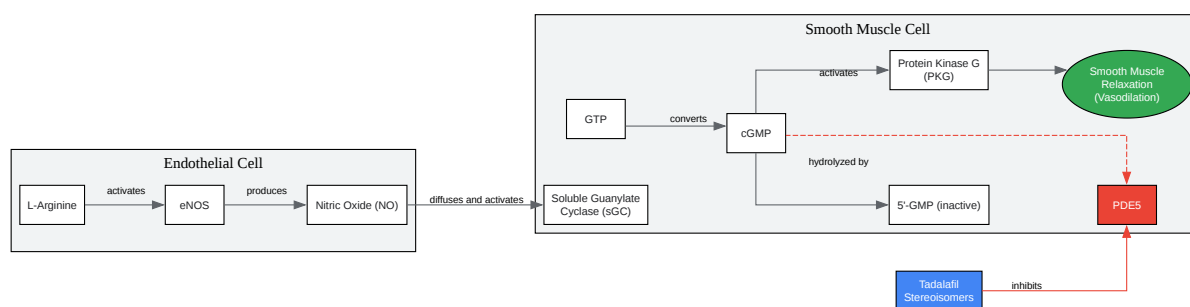 Smooth Muscle Cell
Protein Kinase G
(PKG)
activates
Smooth Muscle
Relaxation
(Vasodilation)
GTP
converts
cGMP
hydrolyzed by
Endothelial Cell
L-Arginine
activates
eNOS
produces
Nitric Oxide (NO)
diffuses and activates
Soluble Guanylate
Cyclase (sGC)
5'-GMP (inactive)
PDE5
Tadalafil
Stereoisomers
inhibits